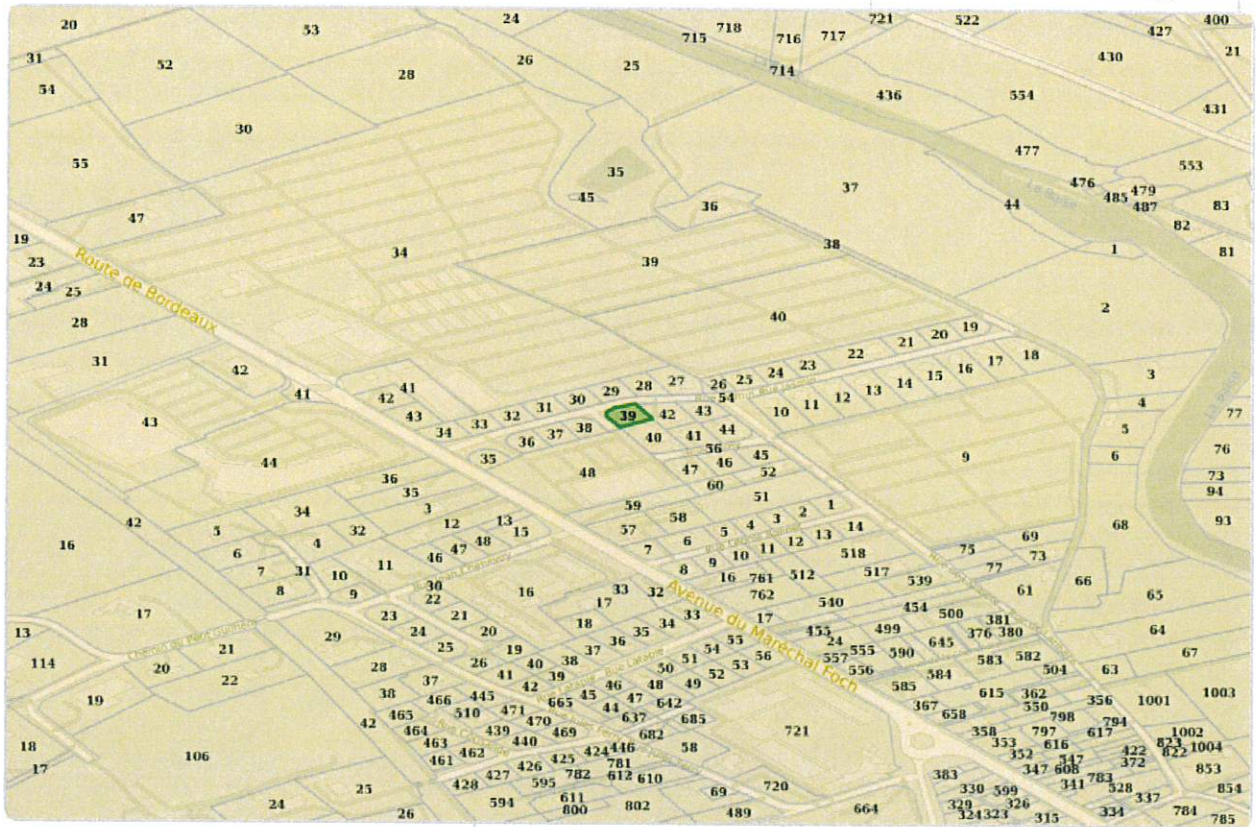 20 53 24 718 721 522 427 400
31 52 28 26 25 715 716 717 430 21
54 714 436 554 431
30
55 35 477 553
45 36 37 44 476 485 479 487 83
47 82
19 34 39 38 1 81
23
24 25
Route de Bordeaux
28 40 2
31 42 21 20 19
41 41 42 22 23 24 25 26 27 28 29 30 31 32 33 34 43 18 17 16 15 14 13 12 11 10 3
54 4 77
43 39 42 43 44 5
44 36 37 38 40 41 56 45 9 6 76
35 48 47 46 52 73
36 60 94
35 51
34 3 59 58 1 2 3 4 5 14 93
42 5 32 12 13 57 68
16 6 4 47 48 15 7 6 13 12 11 10 9 518 69
7 31 11 46 8 75 73
8 10 9 30 22 16 761 512 517 77 66
762 539 61 65
17 23 21 16 33 17 32 33 17 540 454 500 381
Avenue du Maréchal Foch
13 29 24 20 18 34 455 24 499 376 380 64
114 21 25 19 36 35 55 555 590 645
20 22 28 26 40 38 37 54 56 557 556 583 582 67
Rue Latapie
37 41 39 50 51 53 584 504 63
38 466 445 42 46 48 49 52 585 615 362 356 1001 1003
19 42 465 510 471 665 45 47 642 367 550
464 439 470 44 637 685 658 798 794
18 106 463 440 469 682 721 358 797 617 1002
461 462 424 446 58 353 616 422 823 1004
17 426 425 781 352 547 372 822
427 782 612 610 383 347 608 783 853
25 428 595 69 720 330 599 341 528 854
24 594 611 802 329 326 337
26 800 489 664 324 323 315 334 784 785